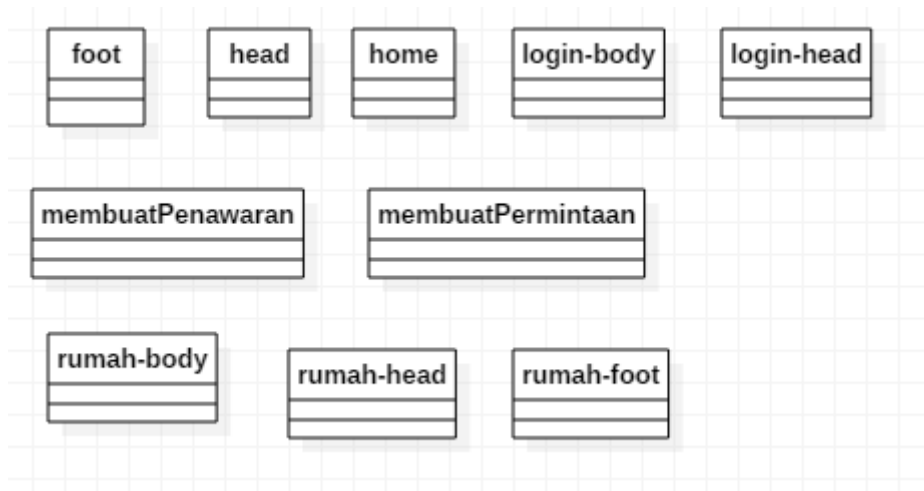 foot
head
home
login-body
login-head
membuatPenawaran
membuatPermintaan
rumah-body
rumah-head
rumah-foot